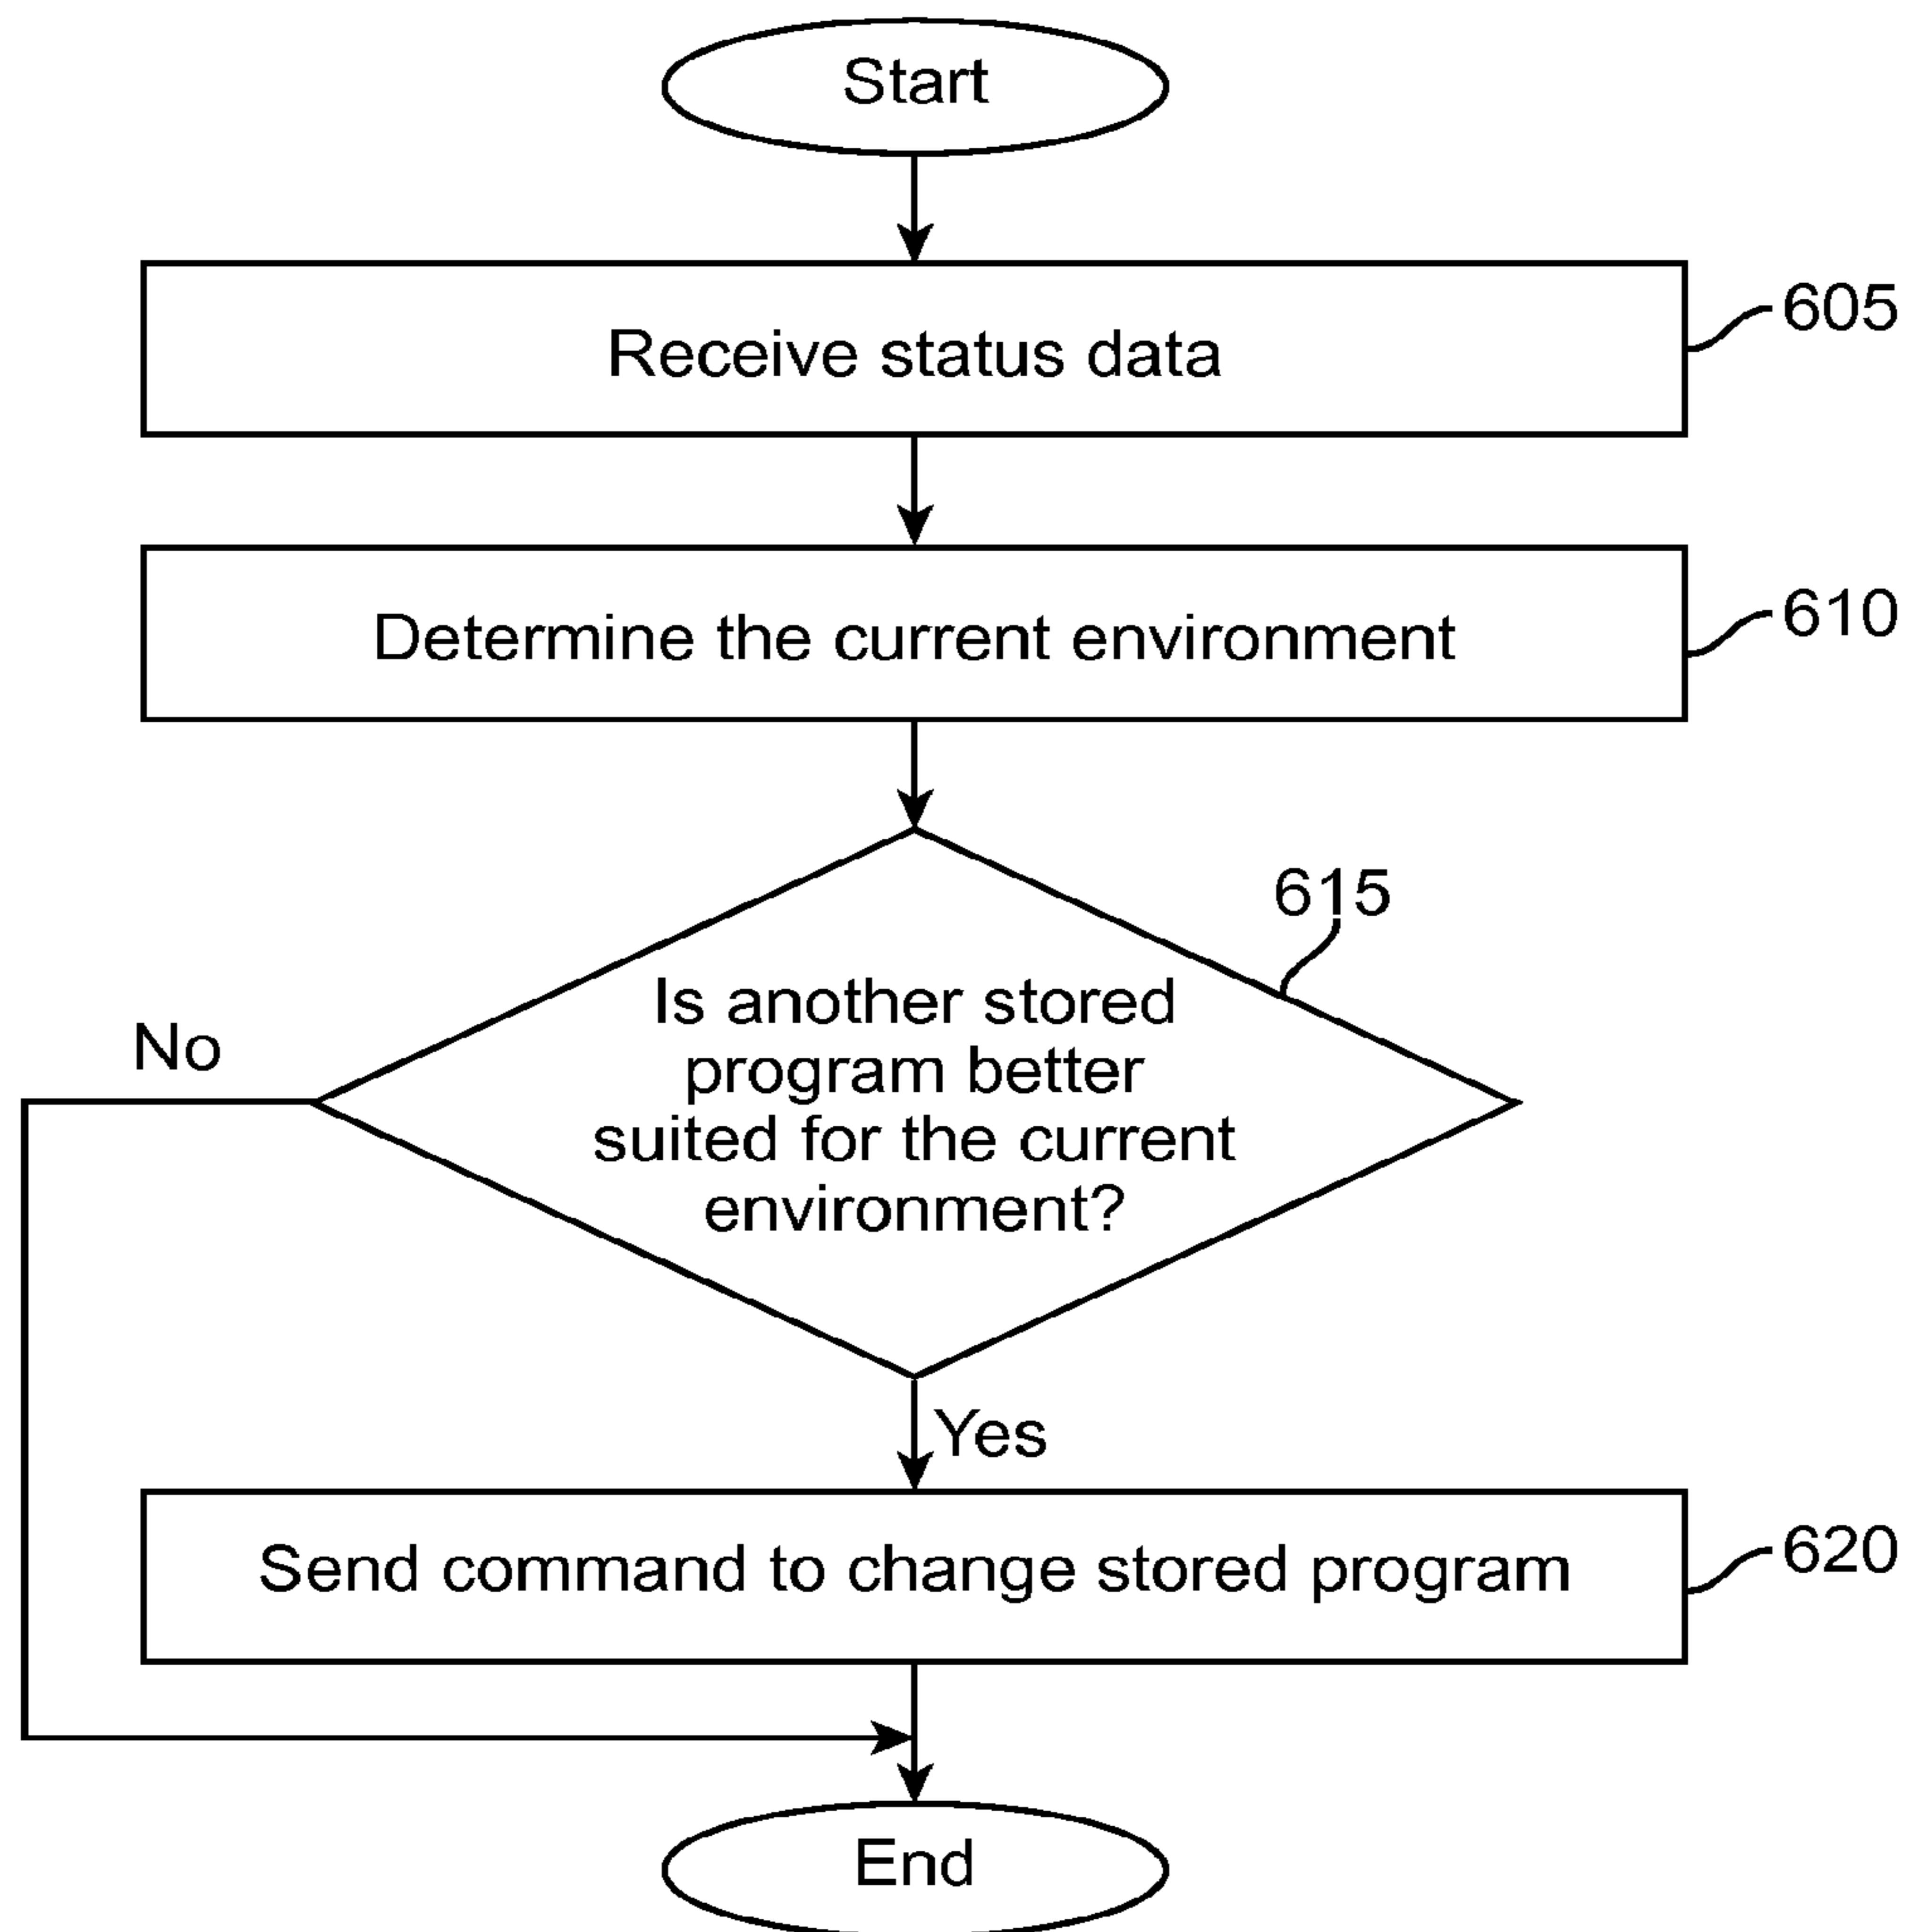 Start
Receive status data
605
Determine the current environment
610
615
Is another stored
program better
suited for the current
environment?
No
Yes
Send command to change stored program
620
End